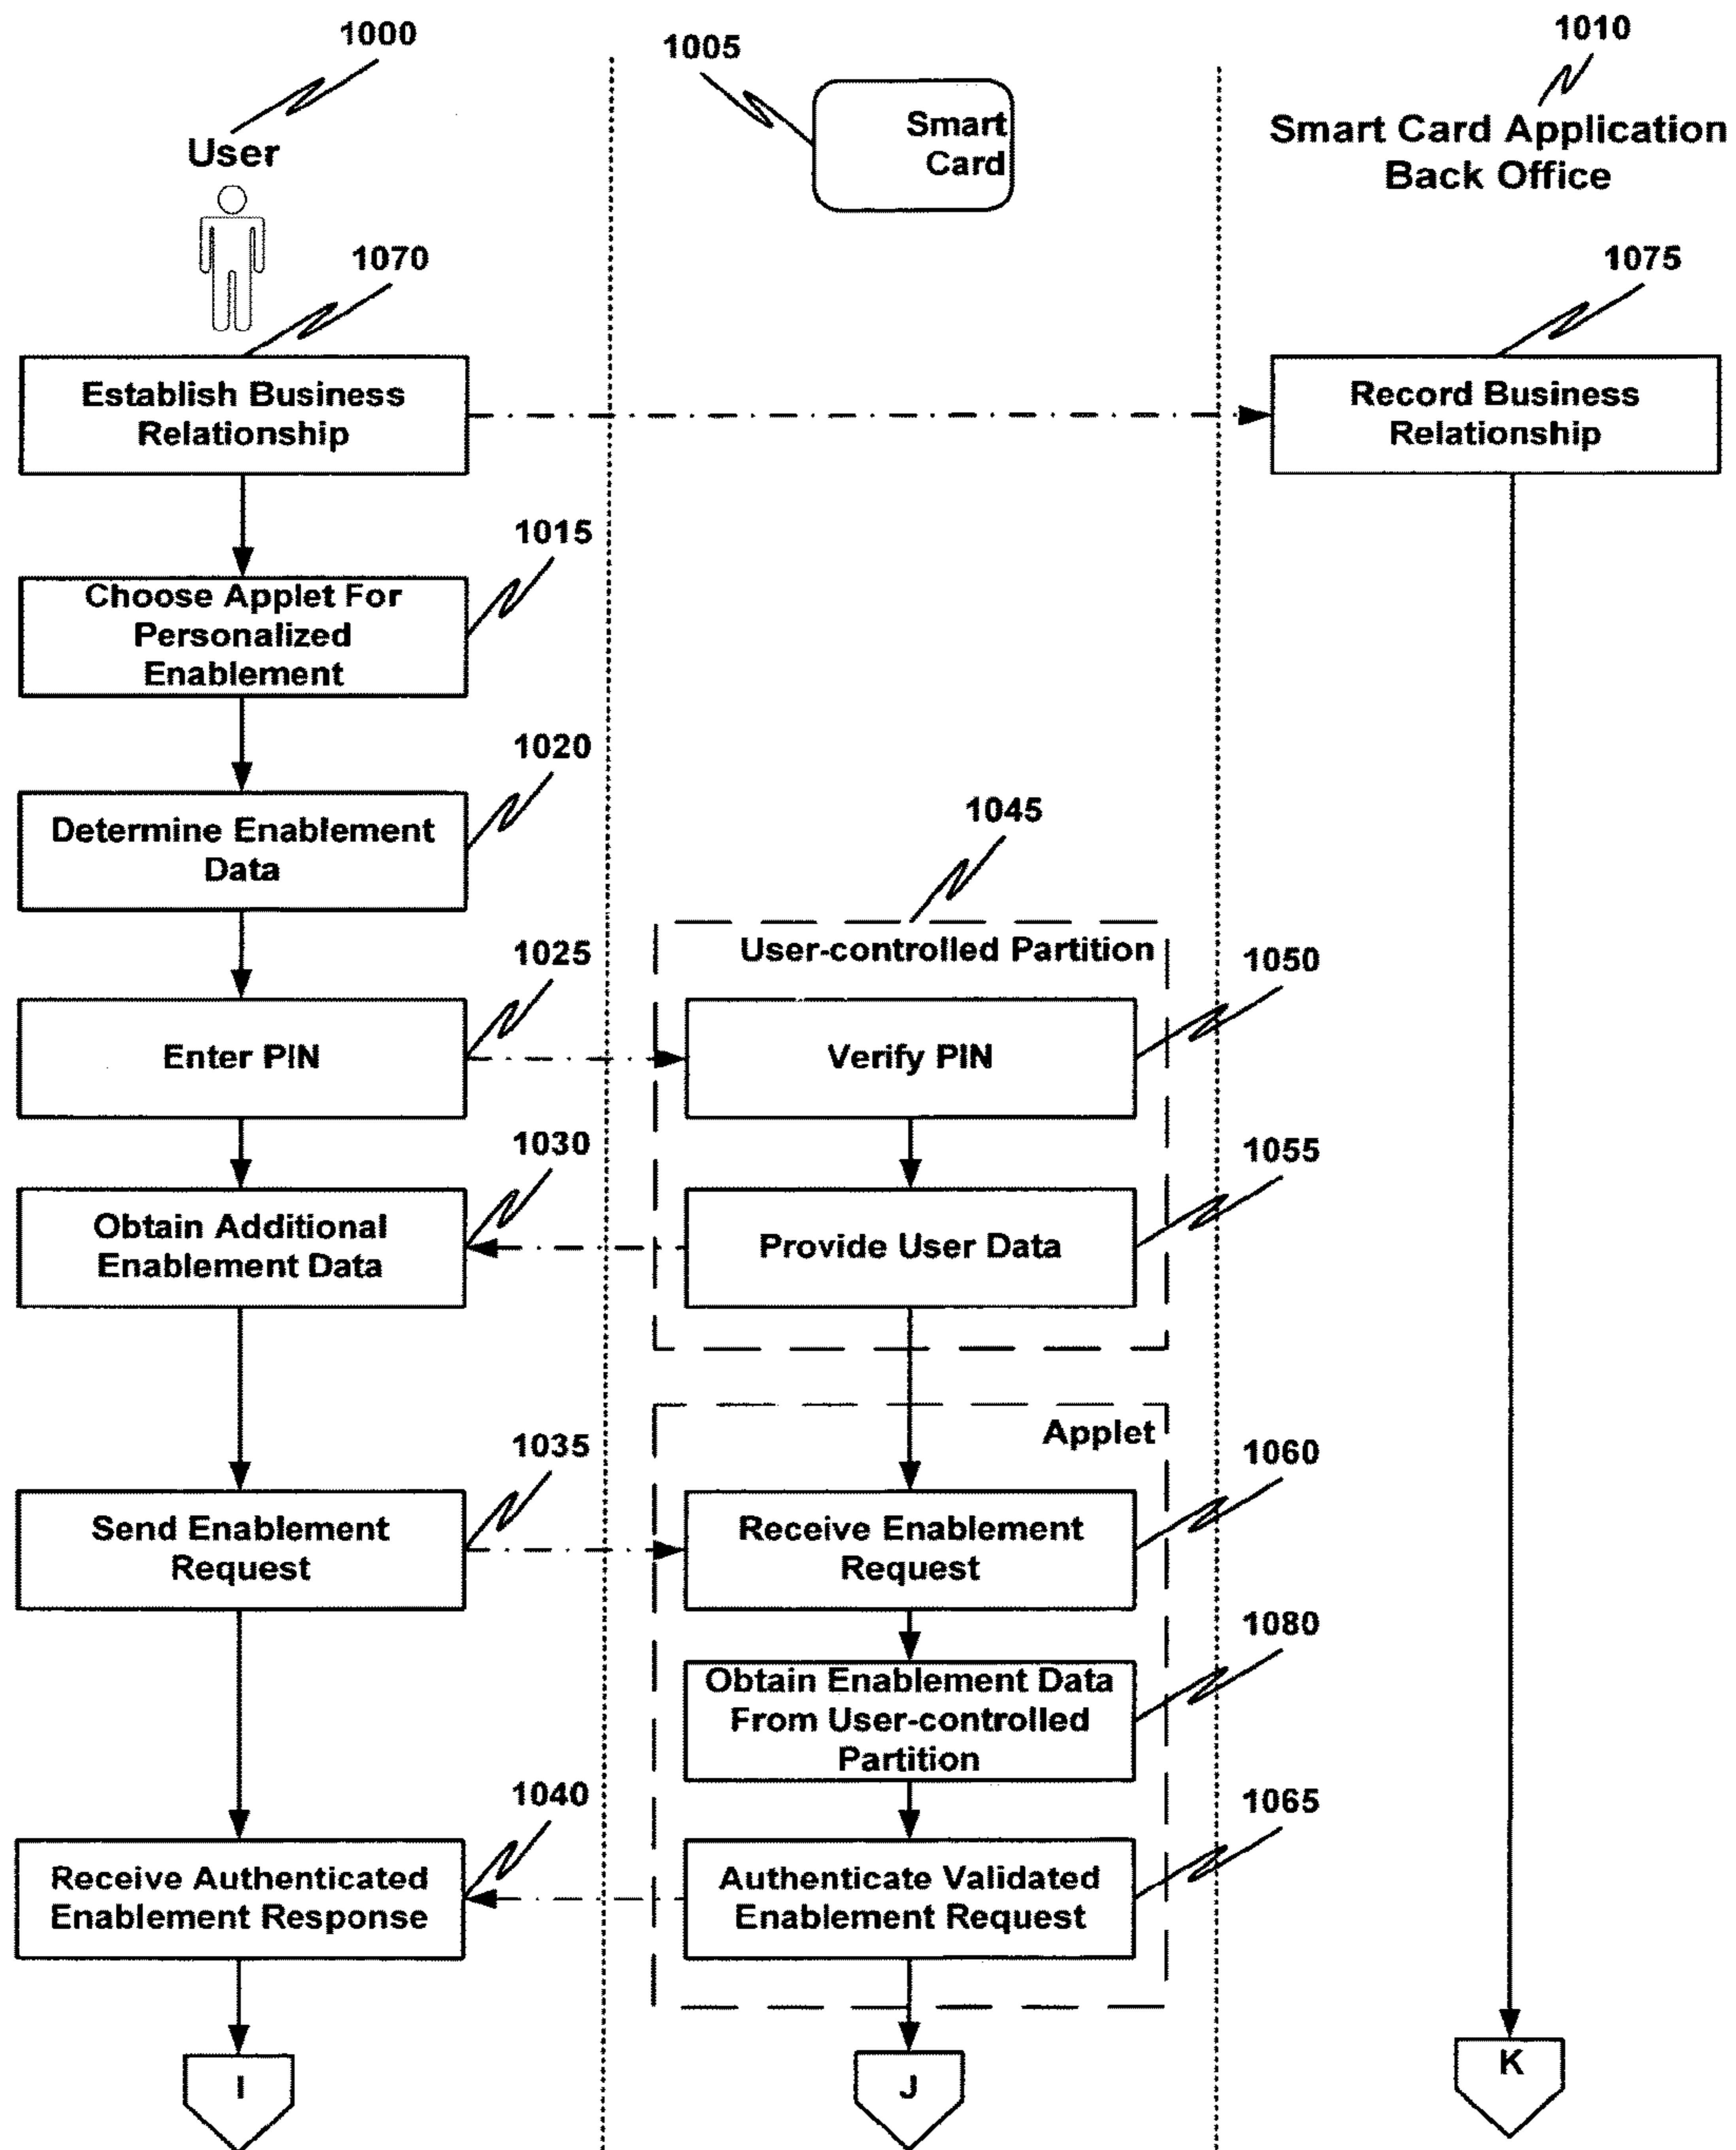 1000
1005
1010
User
Smart
Card
Smart Card Application
Back Office
1070
1075
Establish Business
Relationship
Record Business
Relationship
1015
Choose Applet For
Personalized
Enablement
1020
Determine Enablement
Data
1045
User-controlled Partition
1025
1050
Enter PIN
Verify PIN
1030
1055
Obtain Additional
Enablement Data
Provide User Data
Applet
1035
1060
Send Enablement
Request
Receive Enablement
Request
1080
Obtain Enablement Data
From User-controlled
Partition
1040
1065
Receive Authenticated
Enablement Response
Authenticate Validated
Enablement Request
I
J
K